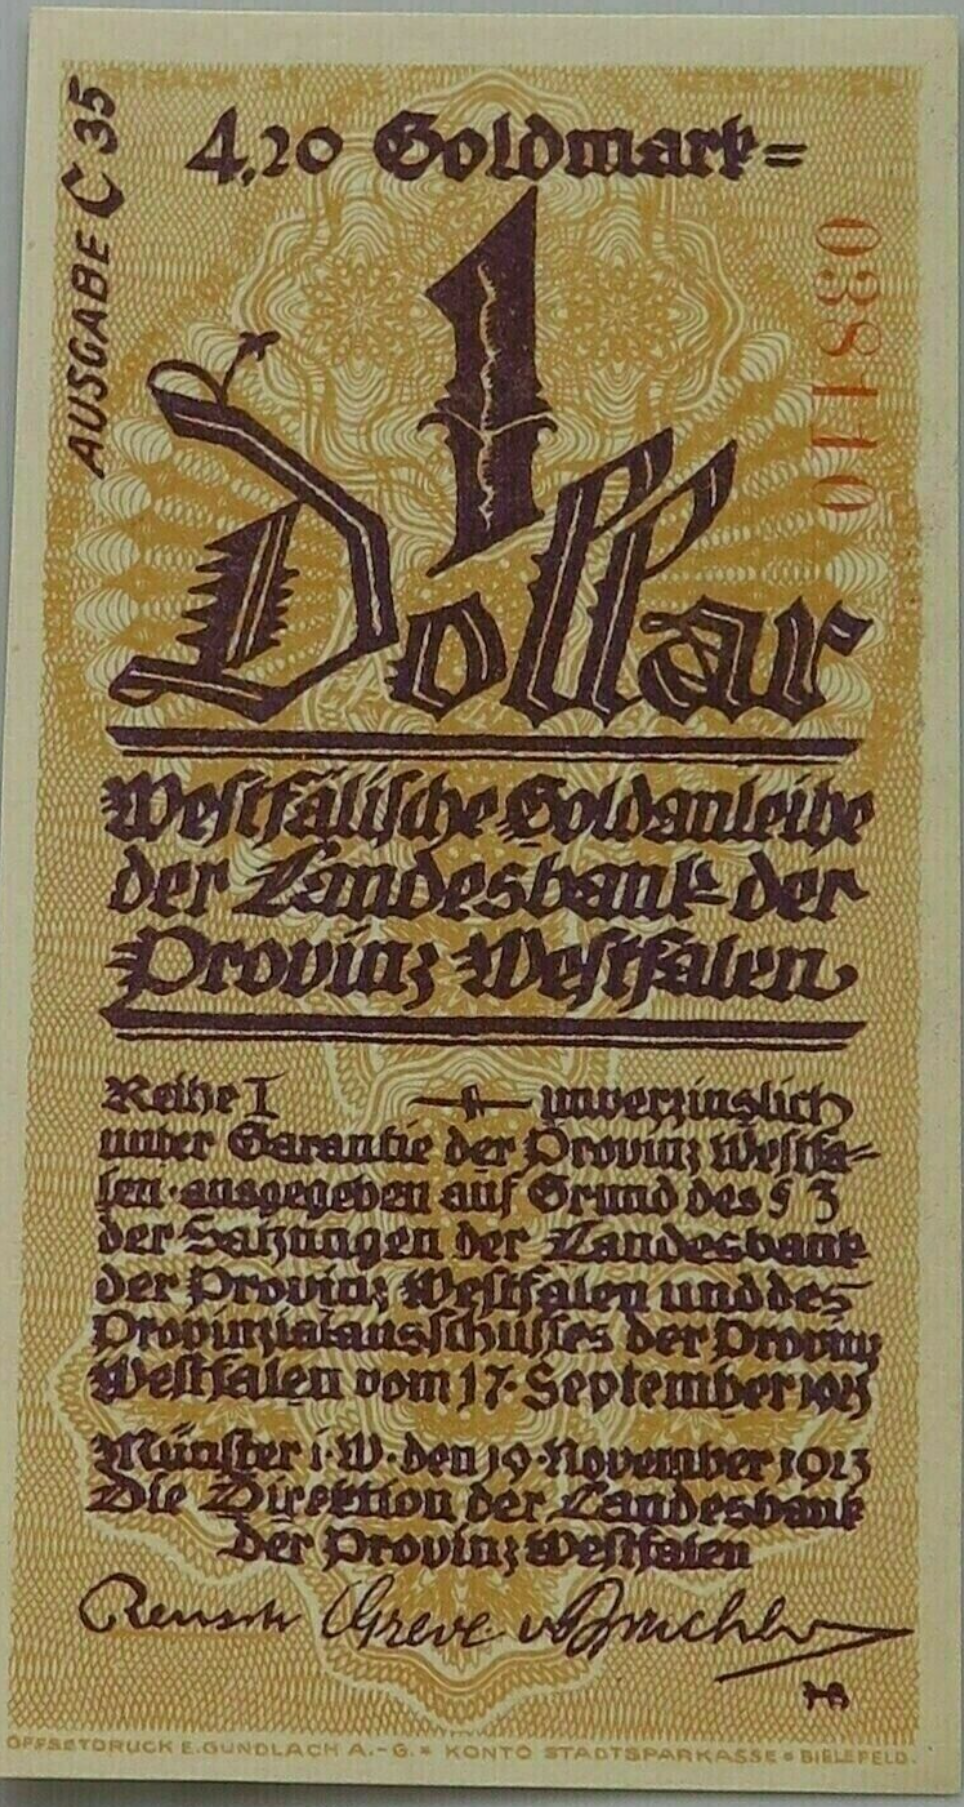 AUSGABE C 35
4,20 Goldmark=
1
Dollar
038110
Westfälische Goldanleihe
der Landesbank der
Provinz Westfalen
Reihe I unverzinslich
unter Garantie der Provinz Westfa=
len · ausgegeben auf Grund des § 3
der Satzungen der Landesbank
der Provinz Westfalen und des
Provinzialausschusses der Provinz
Westfalen vom 17. September 1923
Münster i·W·den 19·November 1923
Die Direktion der Landesbank
der Provinz Westfalen
Greve
OFFSETDRUCK E. GUNDLACH A.-G. * KONTO STADTSPARKASSE * BIELEFELD.